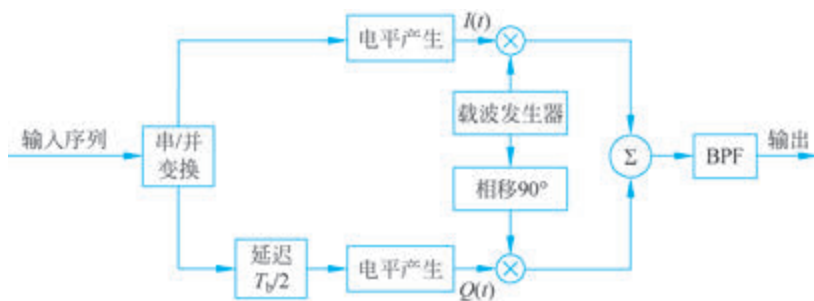 电平产生
I(t)
载波发生器
输入序列
串/并
变换
Σ
BPF
输出
相移90°
延迟
T_b/2
电平产生
Q(t)